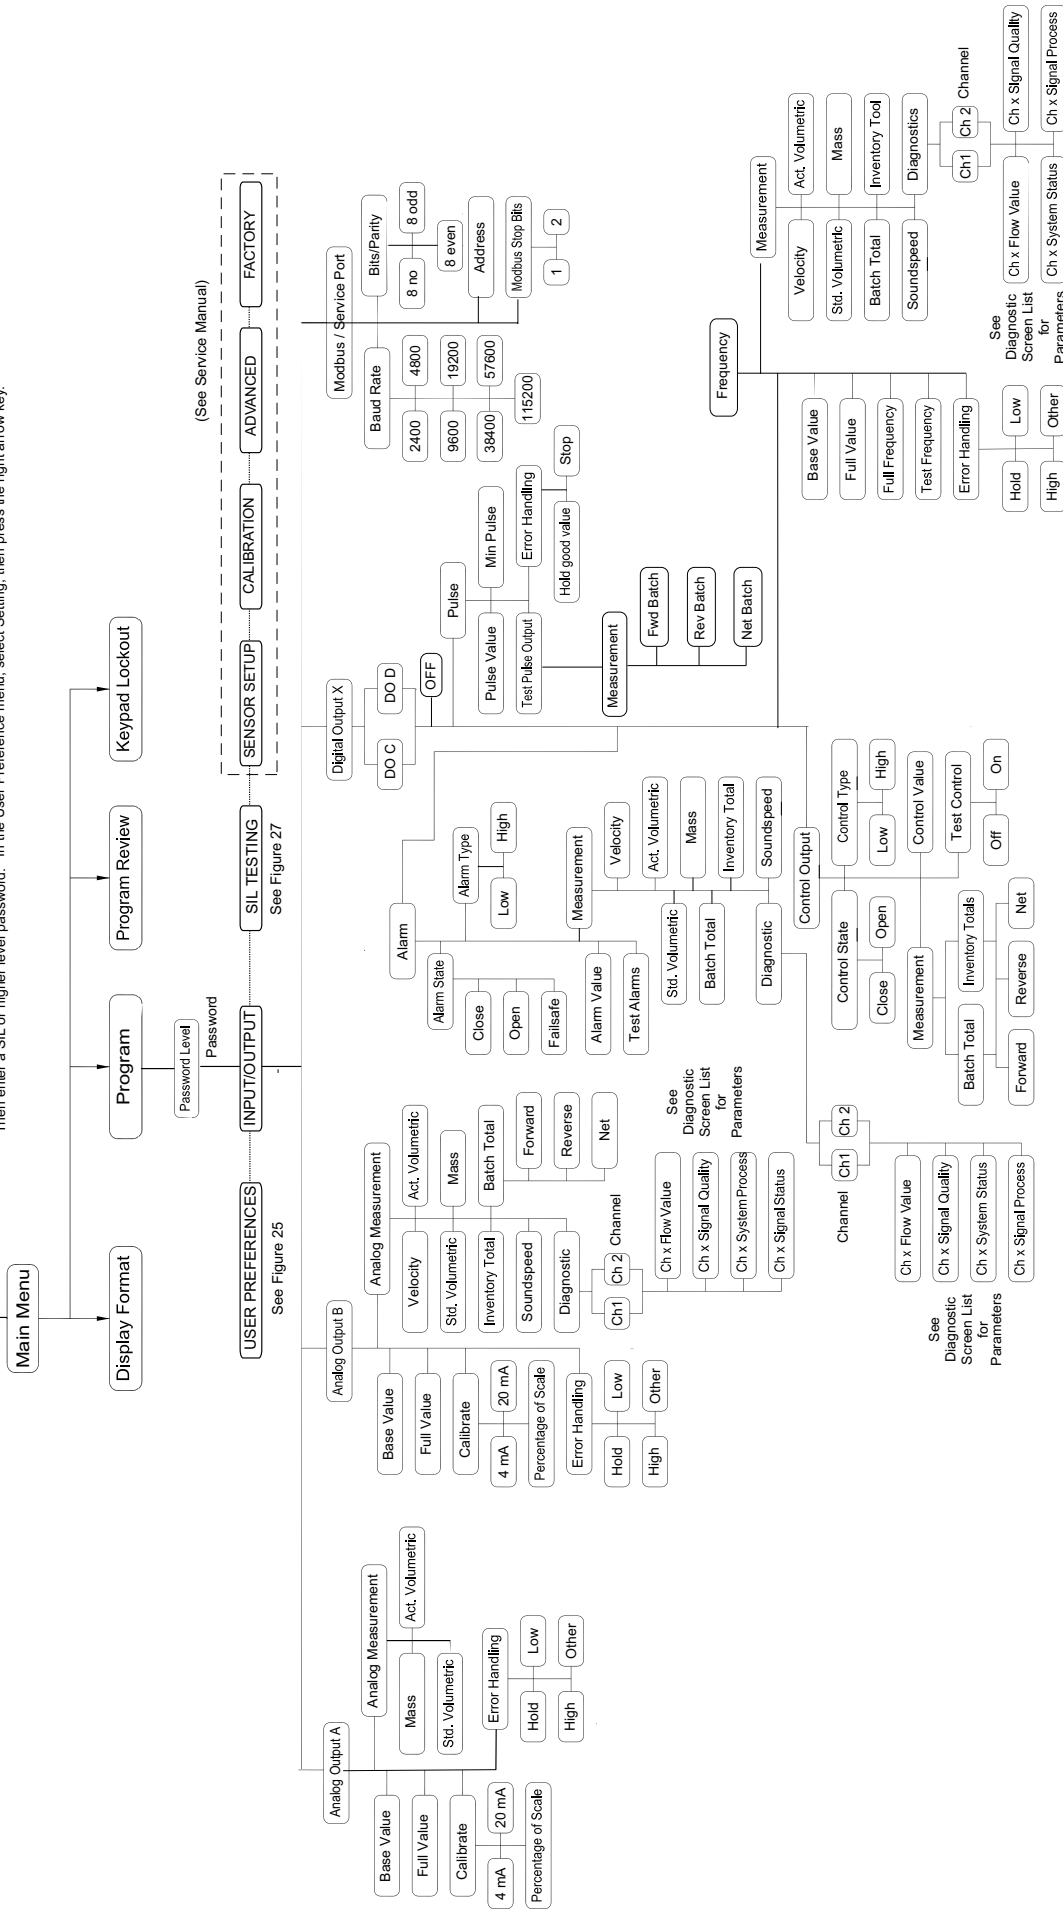 Then enter a SIL or higher level password. In the User Preference menu, select Setting, then press the right arrow key.
Main Menu
Display Format
Program
Program Review
Keypad Lockout
Password Level
Password
(See Service Manual)
USER PREFERENCES
INPUT/OUTPUT
SIL TESTING
SENSOR SETUP
CALIBRATION
ADVANCED
FACTORY
See Figure 25
-
See Figure 27
Analog Output A
Base Value
Full Value
Calibrate
4 mA
20 mA
Percentage of Scale
Analog Measurement
Mass
Act. Volumetric
Std. Volumetric
Error Handling
Hold
Low
High
Other
Analog Output B
Base Value
Full Value
Calibrate
4 mA
20 mA
Percentage of Scale
Error Handling
Hold
Low
High
Other
Analog Measurement
Velocity
Act. Volumetric
Std. Volumetric
Mass
Inventory Total
Batch Total
Forward
Reverse
Net
Soundspeed
Diagnostic
Ch1
Ch 2
Channel
Ch x Flow Value
Ch x Signal Quality
Ch x System Process
Ch x Signal Status
See
Diagnostic
Screen List
for
Parameters
Digital Output X
DO C
DO D
OFF
Alarm
Alarm State
Close
Open
Failsafe
Alarm Type
Low
High
Alarm Value
Test Alarms
Measurement
Velocity
Std. Volumetric
Act. Volumetric
Mass
Batch Total
Inventory Total
Diagnostic
Soundspeed
Channel
Ch1
Ch 2
Ch x Flow Value
Ch x Signal Quality
Ch x System Status
Ch x Signal Process
See
Diagnostic
Screen List
for
Parameters
Pulse
Pulse Value
Min Pulse
Test Pulse Output
Error Handling
Hold good value
Stop
Measurement
Fwd Batch
Rev Batch
Net Batch
Control Output
Control State
Close
Open
Control Type
Low
High
Measurement
Control Value
Batch Total
Inventory Totals
Forward
Reverse
Net
Test Control
Off
On
Frequency
Base Value
Full Value
Full Frequency
Test Frequency
Error Handling
Hold
Low
High
Other
Measurement
Velocity
Act. Volumetric
Std. Volumetric
Mass
Batch Total
Inventory Tool
Soundspeed
Diagnostics
Ch1
Ch 2
Channel
Ch x Flow Value
Ch x SIgnal Quality
Ch x System Status
Ch x Signal Process
See
Diagnostic
Screen List
for
Parameters
Modbus / Service Port
Baud Rate
2400
4800
9600
19200
38400
57600
115200
Bits/Parity
8 no
8 odd
8 even
Address
Modbus Stop Bits
1
2